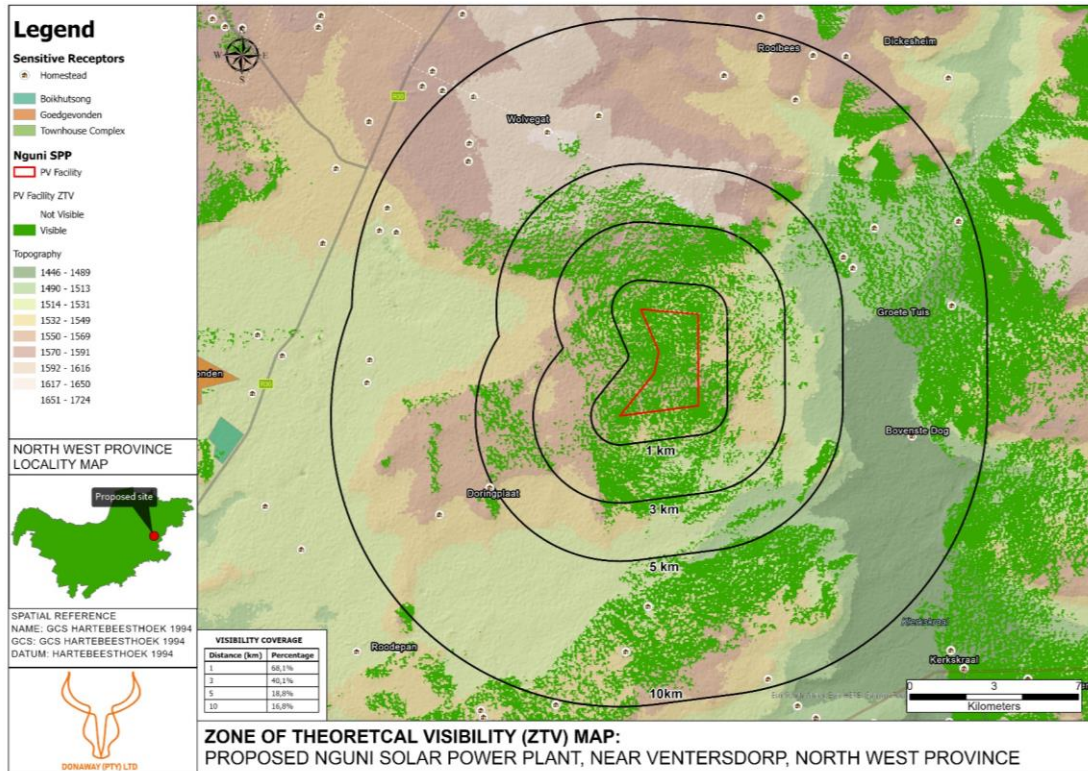 Legend
Sensitive Receptors
Homestead
Boikhutsong
Goedgevonden
Townhouse Complex
Nguni SPP
PV Facility
PV Facility ZTV
Not Visible
Visible
Topography
1446 - 1489
1490 - 1513
1514 - 1531
1532 - 1549
1550 - 1569
1570 - 1591
1592 - 1616
1617 - 1650
1651 - 1724
NORTH WEST PROVINCE
LOCALITY MAP
Proposed site
SPATIAL REFERENCE
NAME: GCS HARTEBEESTHOEK 1994
GCS: GCS HARTEBEESTHOEK 1994
DATUM: HARTEBEESTHOEK 1994
DONAWAY (PTY) LTD
W
E
S
Rooibees
Dickesheim
Wolvegat
Groete Tuis
onden
Bovenste Dog
1 km
Doringplaat
3 km
5 km
Klerkskraal
Roodepan
Kerkskraal
10km
VISIBILITY COVERAGE
Distance (km) Percentage
1 68,1%
3 40,1%
5 18,8%
10 16,8%
0 3
Kilometers
ZONE OF THEORETCAL VISIBILITY (ZTV) MAP:
PROPOSED NGUNI SOLAR POWER PLANT, NEAR VENTERSDORP, NORTH WEST PROVINCE